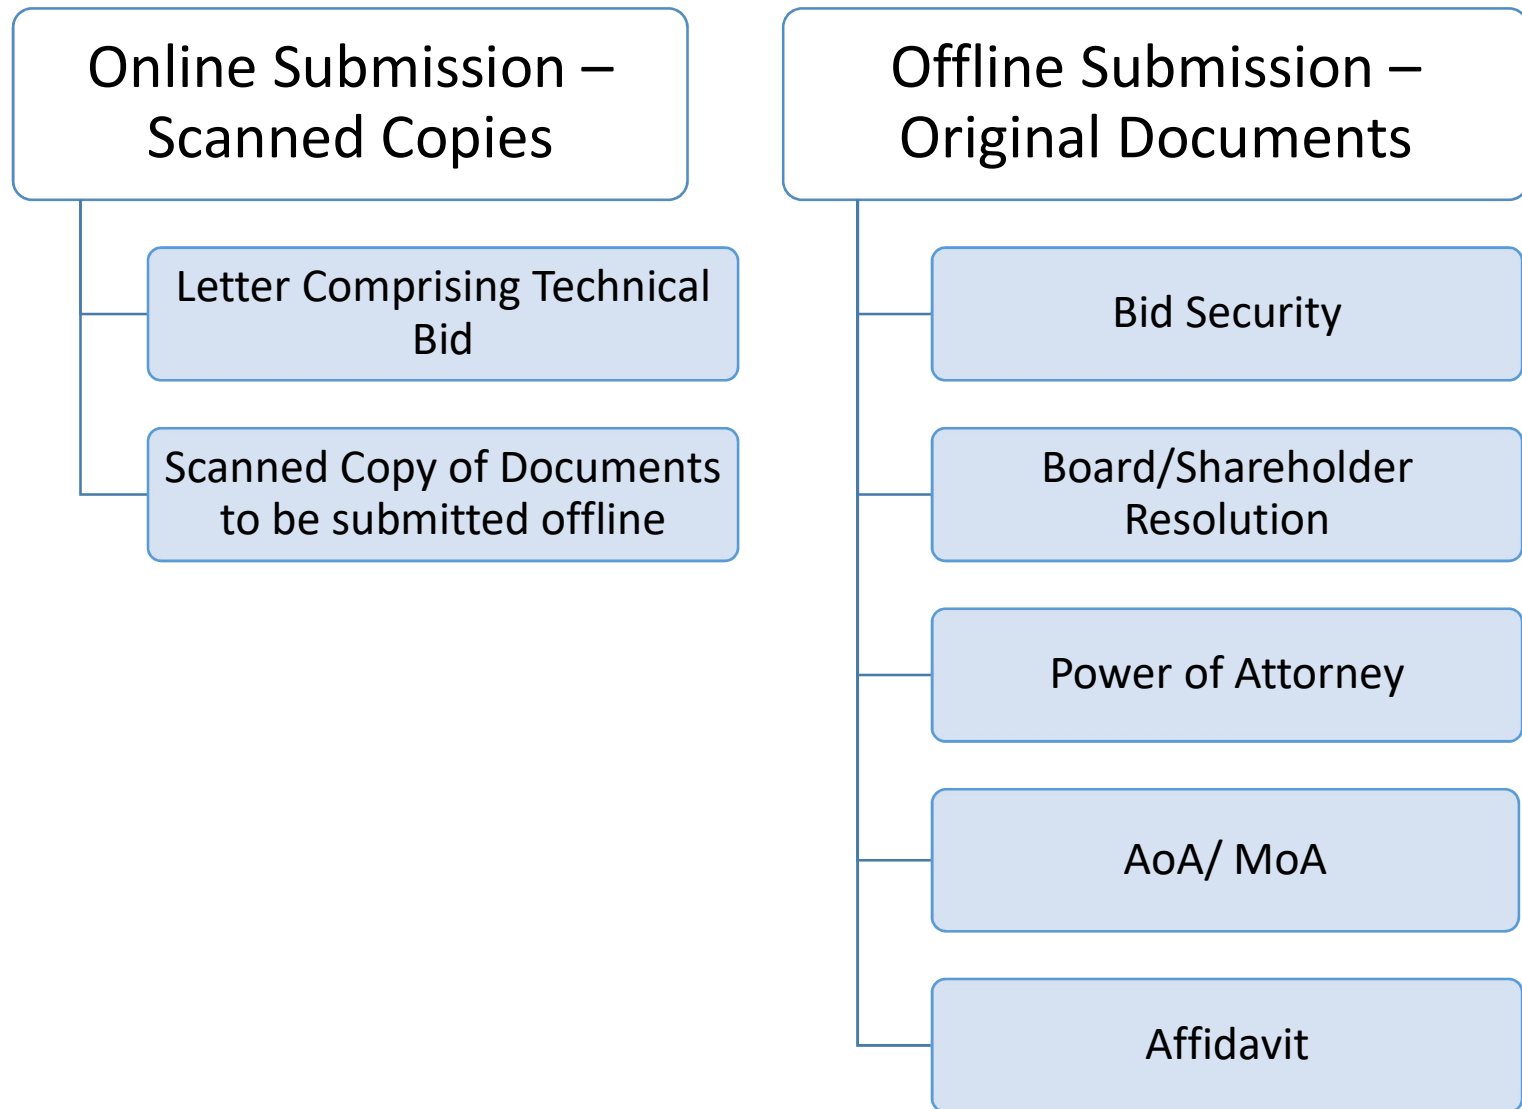 Online Submission –
Scanned Copies
Letter Comprising Technical
Bid
Scanned Copy of Documents
to be submitted offline
Offline Submission –
Original Documents
Bid Security
Board/Shareholder
Resolution
Power of Attorney
AoA/ MoA
Affidavit